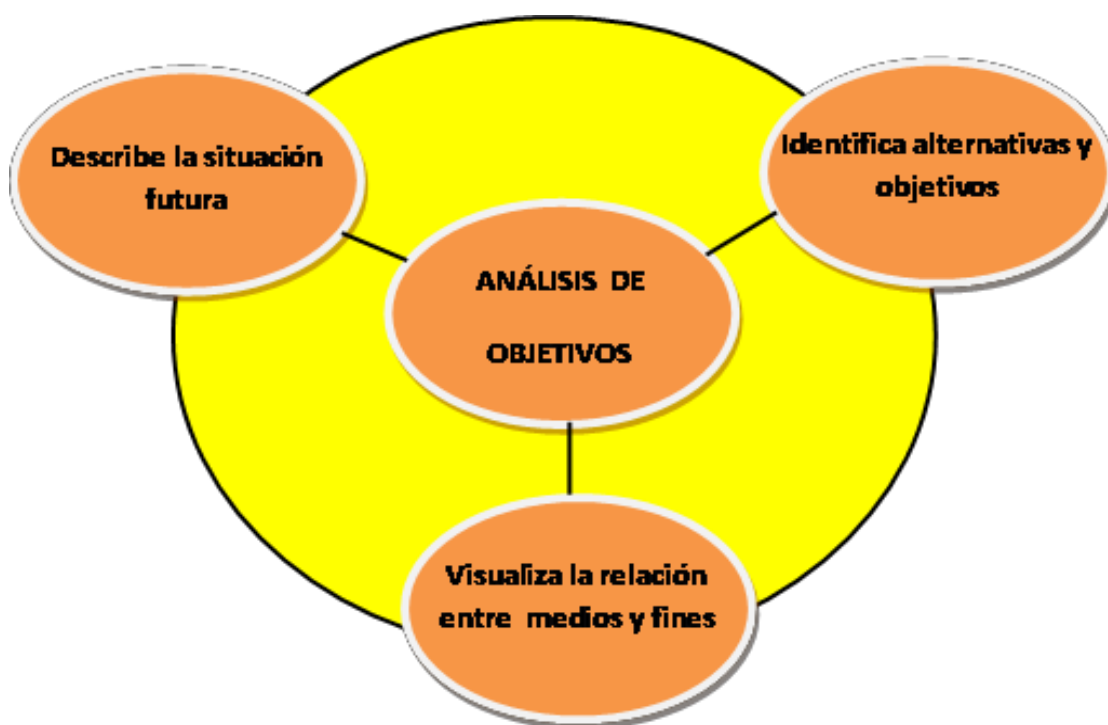 Describe la situación
futura
Identifica alternativas y
objetivos
ANÁLISIS DE
OBJETIVOS
Visualiza la relación
entre medios y fines